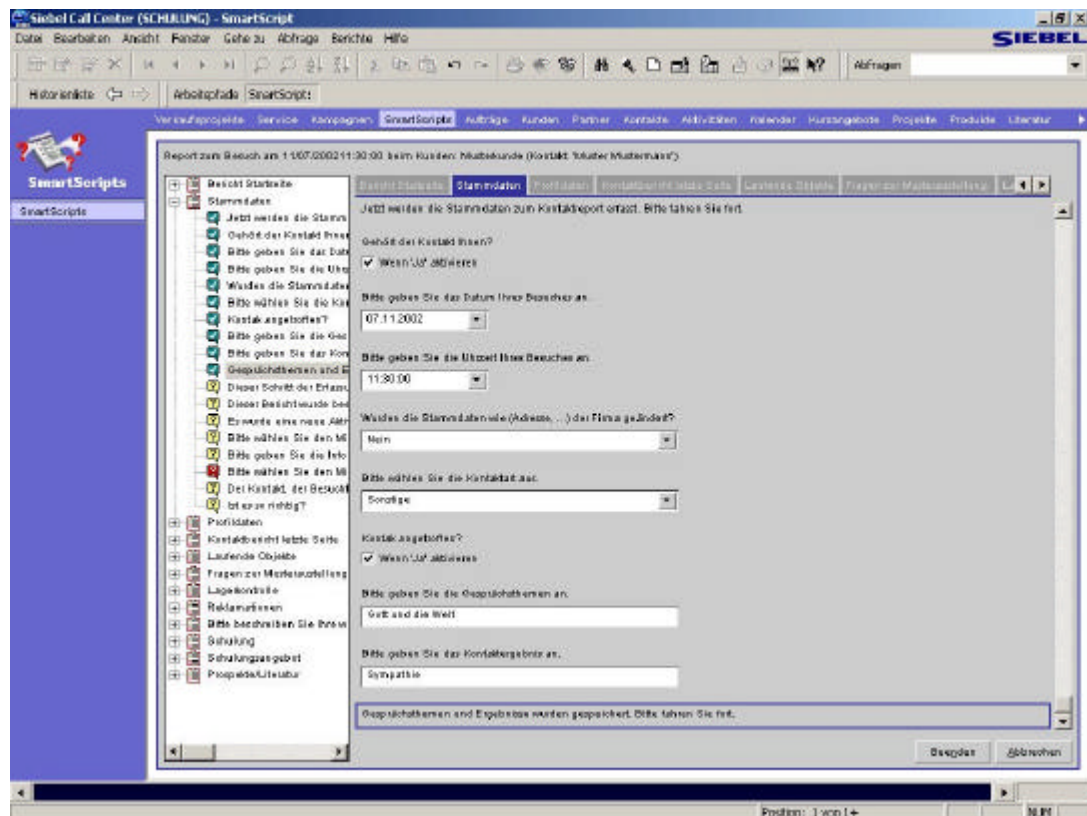 Siebel Call Center (SCHULUNG) - SmartScript
Datei Bearbeiten Ansicht Fenster Gehe zu Abfrage Berichte Hilfe
SIEBEL
Abfragen
Historienliste Arbeitspfade SmartScript:
Verkaufsprojekte Service Kampagnen SmartScripts Aufträge Kunden Partner Kontakte Aktivitäten Kalender Kursangebote Projekte Produkte Literatur
SmartScripts
SmartScripts
Report zum Besuch am 11/07/2002 11:30:00 beim Kunden: Musterkunde (Kontakt: 'Muster Mustermann')
Bericht Startseite Stammdaten Profildaten Kontaktbericht letzte Seite Laufende Objekte Fragen zur Musterausstellung
Bericht Startseite
Stammdaten
Jetzt werden die Stamm
Gehört der Kontakt Ihnen
Bitte geben Sie das Datu
Bitte geben Sie die Uhrz
Wurden die Stammdaten
Bitte wählen Sie die Kon
Kontak angetroffen?
Bitte geben Sie die Ges
Bitte geben Sie das Kon
Gesprächsthemen und E
Dieser Schritt der Erfassu
Dieser Bericht wurde bee
Es wurde eine neue Akti
Bitte wählen Sie den Mi
Bitte geben Sie die Info
Bitte wählen Sie den Mi
Der Kontakt, der Besucht
Ist es so richtig?
Profildaten
Kontaktbericht letzte Seite
Laufende Objekte
Fragen zur Musterausstellung
Lagerkontrolle
Reklamationen
Bitte beschreiben Sie Ihre w
Schulung
Schulungsangebot
Prospekte/Literatur
Jetzt werden die Stammdaten zum Kontaktreport erfasst. Bitte fahren Sie fort.
Gehört der Kontakt Ihnen?
Wenn 'Ja' aktivieren
Bitte geben Sie das Datum Ihres Besuches an.
07.11.2002
Bitte geben Sie die Uhrzeit Ihres Besuches an.
11:30:00
Wurden die Stammdaten wie (Adresse, ...) der Firma geändert?
Nein
Bitte wählen Sie die Kontaktart aus.
Sonstige
Kontak angetroffen?
Wenn 'Ja' aktivieren
Bitte geben Sie die Gesprächsthemen an.
Gott und die Welt
Bitte geben Sie das Kontaktergebnis an.
Sympathie
Gesprächsthemen und Ergebnisse wurden gespeichert. Bitte fahren Sie fort.
Beenden Abbrechen
Position: 1 von 1+
NUM